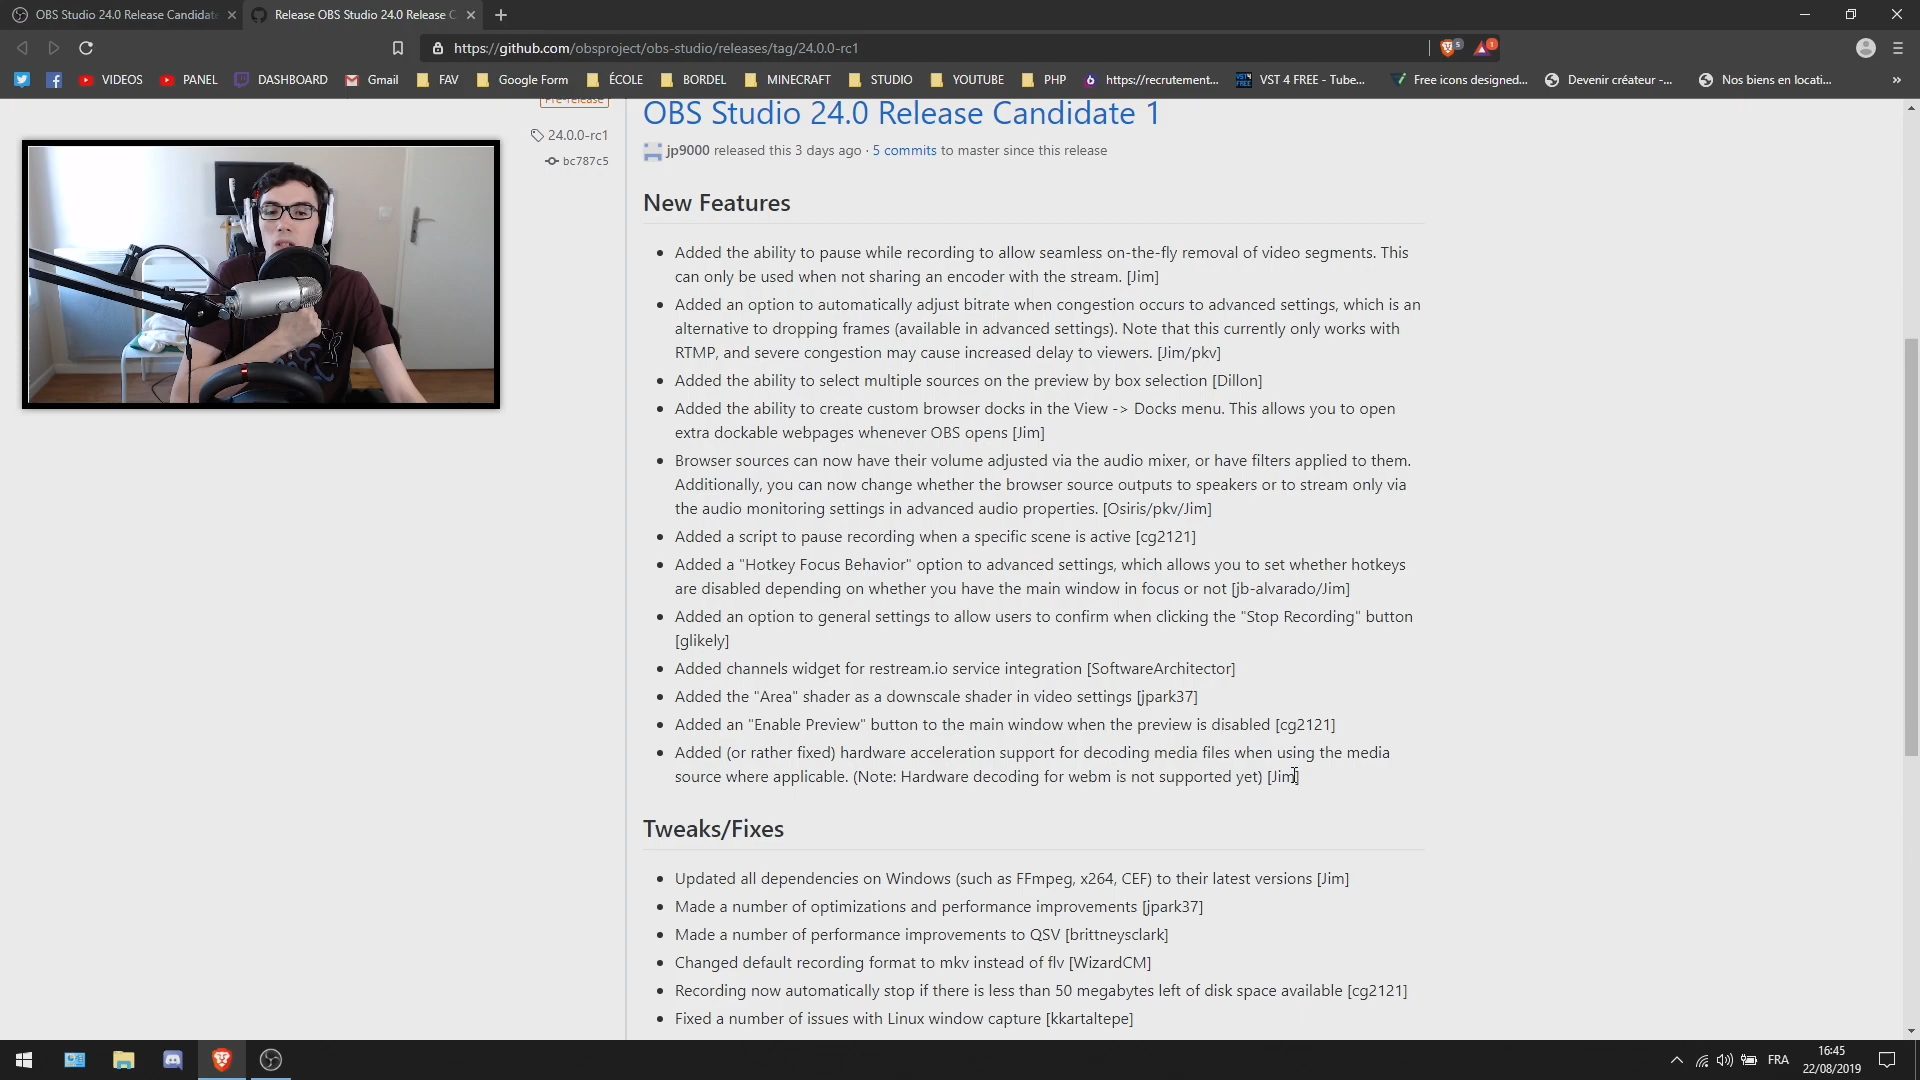 OBS Studio 24.0 Release Candidat
Release OBS Studio 24.0 Release C
https://github.com/obsproject/obs-studio/releases/tag/24.0.0-rc1
5
1
VIDEOS
PANEL
DASHBOARD
Gmail
FAV
Google Form
ÉCOLE
BORDEL
MINECRAFT
STUDIO
YOUTUBE
PHP
https://recrutement...
VST 4 FREE - Tube...
Free icons designed...
Devenir créateur -...
Nos biens en locati...
»
Pre-release
24.0.0-rc1
bc787c5
OBS Studio 24.0 Release Candidate 1
jp9000 released this 3 days ago · 5 commits to master since this release
New Features
• Added the ability to pause while recording to allow seamless on-the-fly removal of video segments. This
can only be used when not sharing an encoder with the stream. [Jim]
• Added an option to automatically adjust bitrate when congestion occurs to advanced settings, which is an
alternative to dropping frames (available in advanced settings). Note that this currently only works with
RTMP, and severe congestion may cause increased delay to viewers. [Jim/pkv]
• Added the ability to select multiple sources on the preview by box selection [Dillon]
• Added the ability to create custom browser docks in the View -> Docks menu. This allows you to open
extra dockable webpages whenever OBS opens [Jim]
• Browser sources can now have their volume adjusted via the audio mixer, or have filters applied to them.
Additionally, you can now change whether the browser source outputs to speakers or to stream only via
the audio monitoring settings in advanced audio properties. [Osiris/pkv/Jim]
• Added a script to pause recording when a specific scene is active [cg2121]
• Added a "Hotkey Focus Behavior" option to advanced settings, which allows you to set whether hotkeys
are disabled depending on whether you have the main window in focus or not [jb-alvarado/Jim]
• Added an option to general settings to allow users to confirm when clicking the "Stop Recording" button
[glikely]
• Added channels widget for restream.io service integration [SoftwareArchitector]
• Added the "Area" shader as a downscale shader in video settings [jpark37]
• Added an "Enable Preview" button to the main window when the preview is disabled [cg2121]
• Added (or rather fixed) hardware acceleration support for decoding media files when using the media
source where applicable. (Note: Hardware decoding for webm is not supported yet) [Jim]
Tweaks/Fixes
• Updated all dependencies on Windows (such as FFmpeg, x264, CEF) to their latest versions [Jim]
• Made a number of optimizations and performance improvements [jpark37]
• Made a number of performance improvements to QSV [brittneysclark]
• Changed default recording format to mkv instead of flv [WizardCM]
• Recording now automatically stop if there is less than 50 megabytes left of disk space available [cg2121]
• Fixed a number of issues with Linux window capture [kkartaltepe]
FRA
16:45
22/08/2019